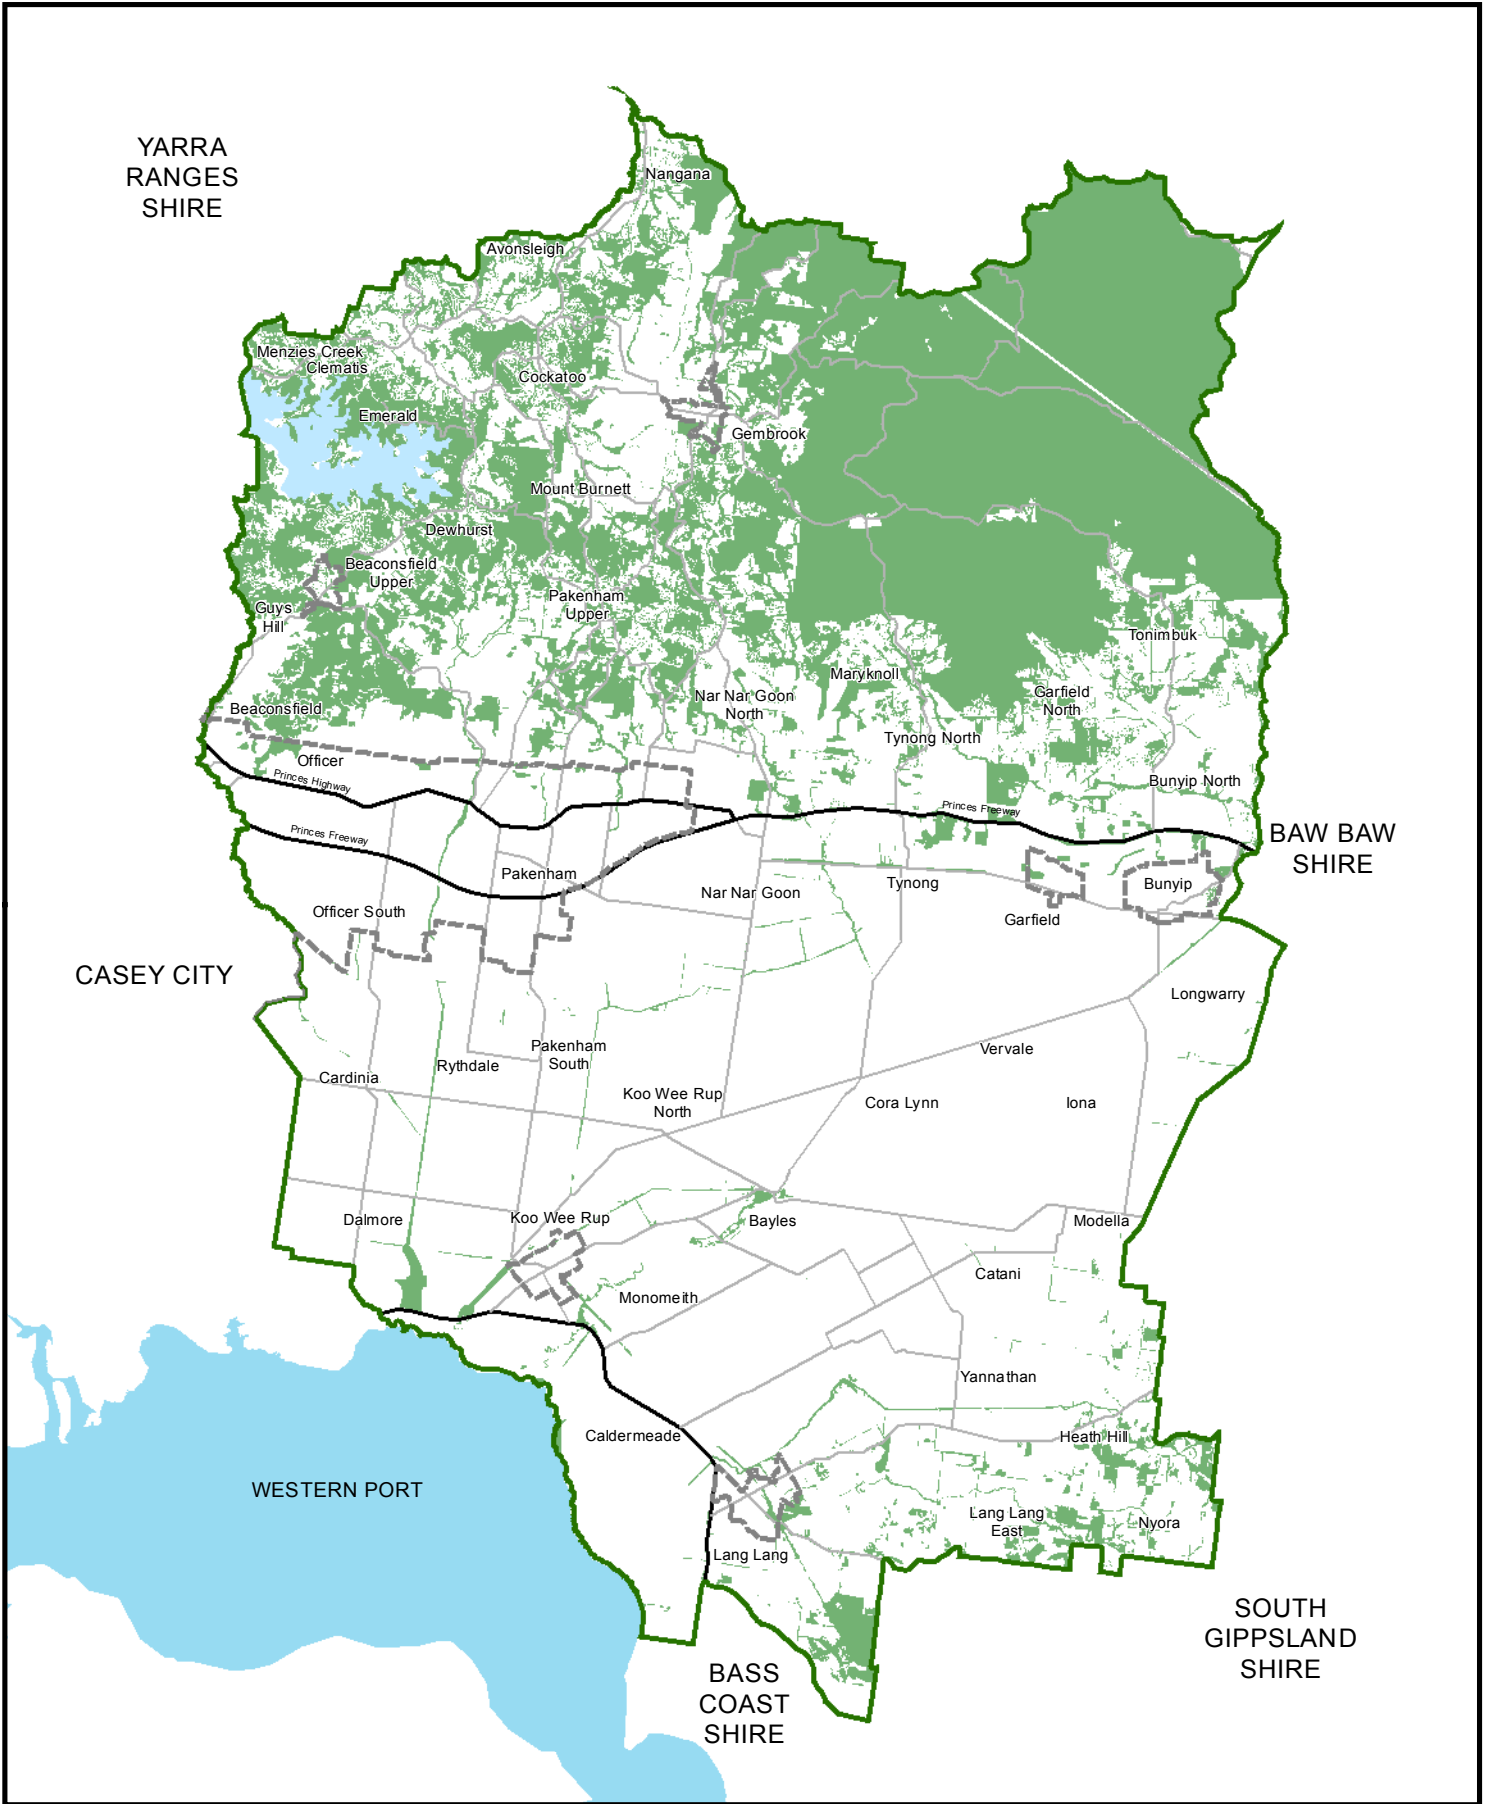 YARRA
RANGES
SHIRE
Nangana
Avonsleigh
Menzies Creek
Clematis
Cockatoo
Emerald
Gembrook
Mount Burnett
Dewhurst
Beaconsfield
Upper
Pakenham
Upper
Guys
Hill
Tonimbuk
Maryknoll
Nar Nar Goon
North
Garfield
North
Beaconsfield
Tynong North
Officer
Princes Highway
Bunyip North
Princes Freeway
Princes Freeway
BAW BAW
SHIRE
Pakenham
Nar Nar Goon
Tynong
Bunyip
Officer South
Garfield
CASEY CITY
Longwarry
Pakenham
South
Vervale
Rythdale
Cardinia
Koo Wee Rup
North
Cora Lynn
Iona
Dalmore
Koo Wee Rup
Bayles
Modella
Catani
Monomeith
Yannathan
Caldermeade
Heath Hill
WESTERN PORT
Lang Lang
East
Nyora
Lang Lang
SOUTH
GIPPSLAND
SHIRE
BASS
COAST
SHIRE